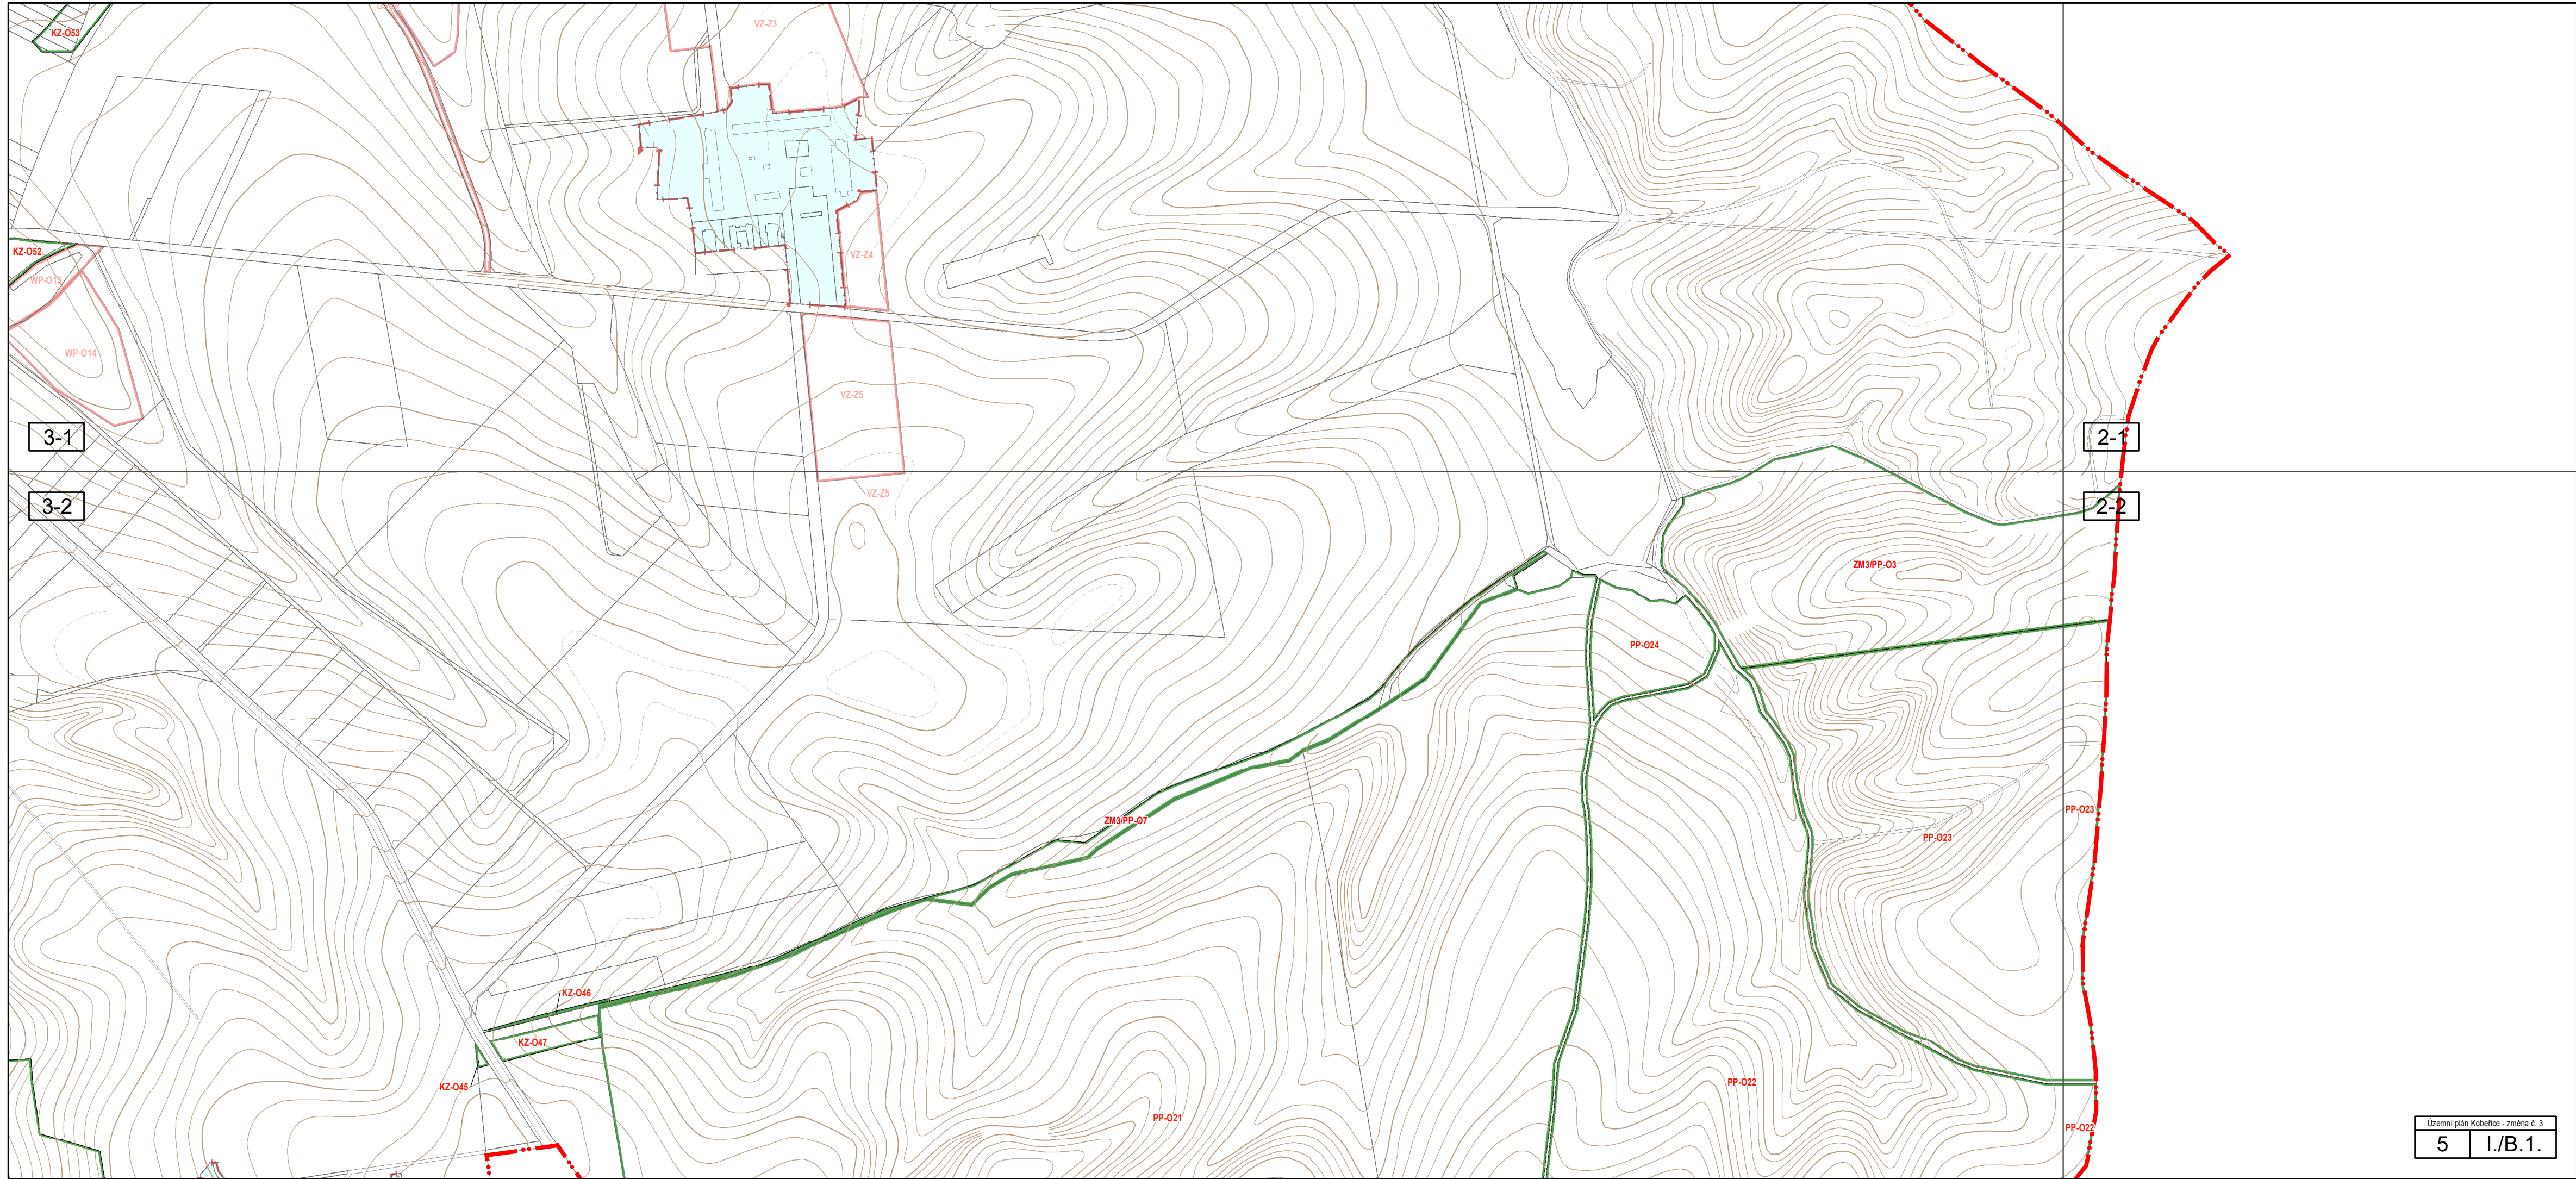 VZ-Z3
KZ-O53
KZ-O52
VZ-Z4
WP-O13
WP-O14
VZ-Z5
3-1
2-1
VZ-Z5
3-2
2-2
ZM3/PP-O3
PP-O24
PP-O23
ZM3/PP-O7
PP-O23
KZ-O46
KZ-O47
PP-O22
KZ-O45
PP-O21
PP-O22
Územní plán Kobeřice - změna č. 3
5 I./B.1.